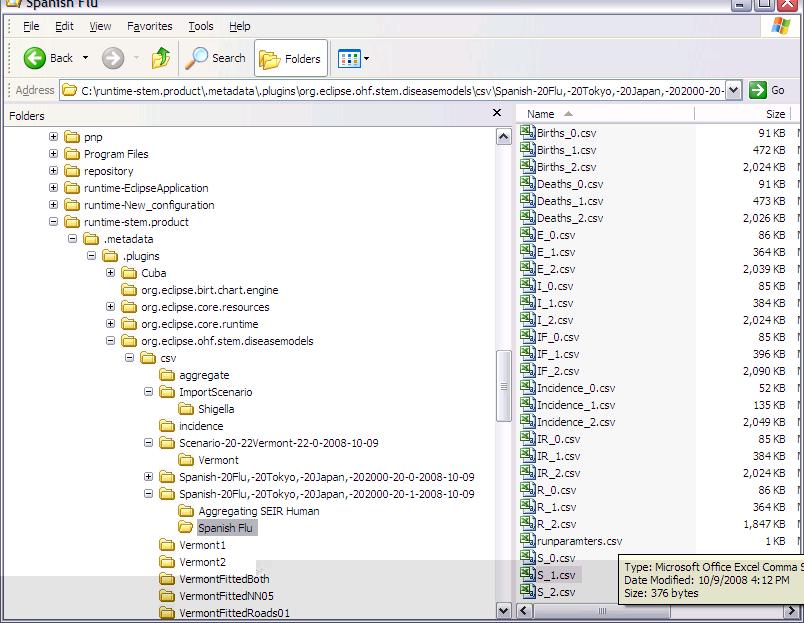 Spanish Flu
File Edit View Favorites Tools Help
Back Search Folders
Address C:\runtime-stem.product\.metadata\.plugins\org.eclipse.ohf.stem.diseasemodels\csv\Spanish-20Flu,-20Tokyo,-20Japan,-202000-20- Go
Folders
pnp
Program Files
repository
runtime-EclipseApplication
runtime-New_configuration
runtime-stem.product
.metadata
.plugins
Cuba
org.eclipse.birt.chart.engine
org.eclipse.core.resources
org.eclipse.core.runtime
org.eclipse.ohf.stem.diseasemodels
csv
aggregate
ImportScenario
Shigella
incidence
Scenario-20-22Vermont-22-0-2008-10-09
Vermont
Spanish-20Flu,-20Tokyo,-20Japan,-202000-20-0-2008-10-09
Spanish-20Flu,-20Tokyo,-20Japan,-202000-20-1-2008-10-09
Aggregating SEIR Human
Spanish Flu
Vermont1
Vermont2
VermontFittedBoth
VermontFittedNN05
VermontFittedRoads01
Name Size
Births_0.csv 91 KB
Births_1.csv 472 KB
Births_2.csv 2,024 KB
Deaths_0.csv 91 KB
Deaths_1.csv 473 KB
Deaths_2.csv 2,026 KB
E_0.csv 86 KB
E_1.csv 364 KB
E_2.csv 2,039 KB
I_0.csv 85 KB
I_1.csv 384 KB
I_2.csv 2,024 KB
IF_0.csv 85 KB
IF_1.csv 396 KB
IF_2.csv 2,090 KB
Incidence_0.csv 52 KB
Incidence_1.csv 135 KB
Incidence_2.csv 2,049 KB
IR_0.csv 85 KB
IR_1.csv 384 KB
IR_2.csv 2,024 KB
R_0.csv 86 KB
R_1.csv 364 KB
R_2.csv 1,847 KB
runparamters.csv 1 KB
S_0.csv
S_1.csv
S_2.csv
Type: Microsoft Office Excel Comma S
Date Modified: 10/9/2008 4:12 PM
Size: 376 bytes